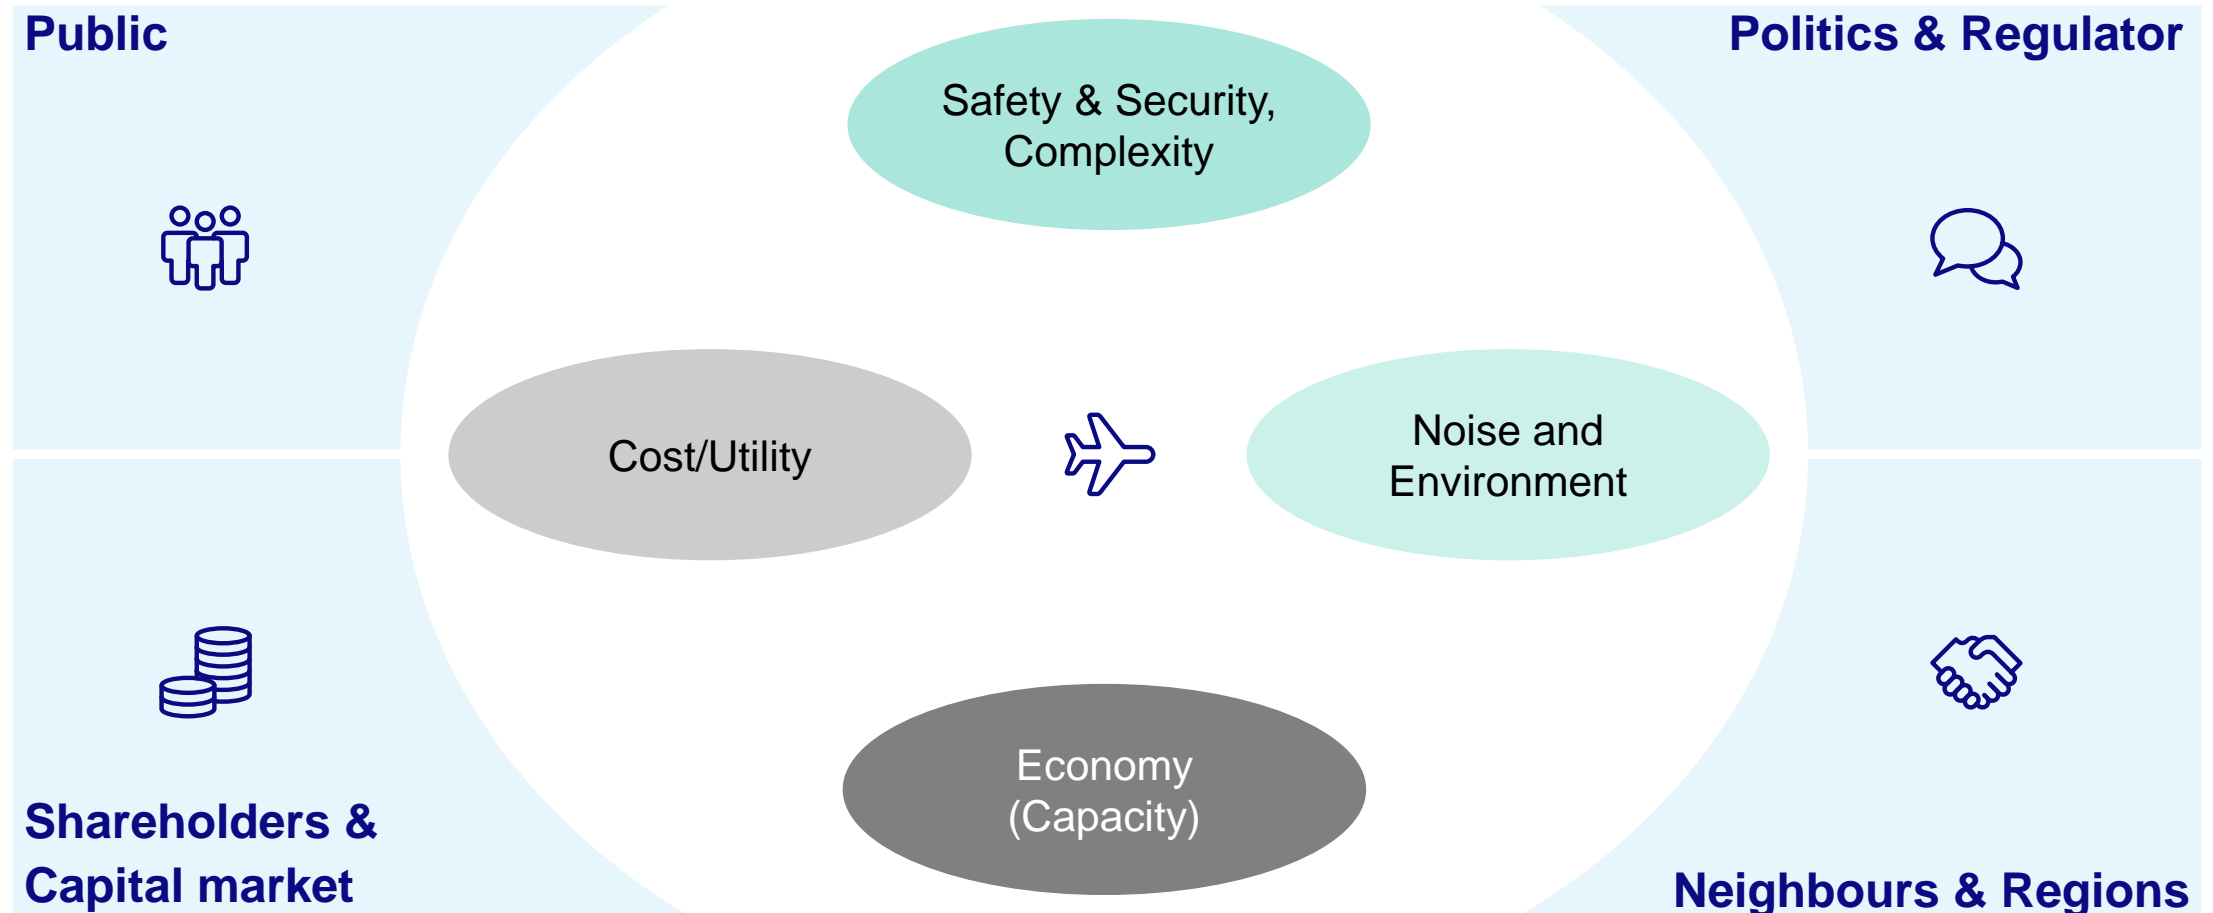 Public
Politics & Regulator
Safety & Security,
Complexity
Cost/Utility
Noise and
Environment
Economy
(Capacity)
Shareholders &
Capital market
Neighbours & Regions